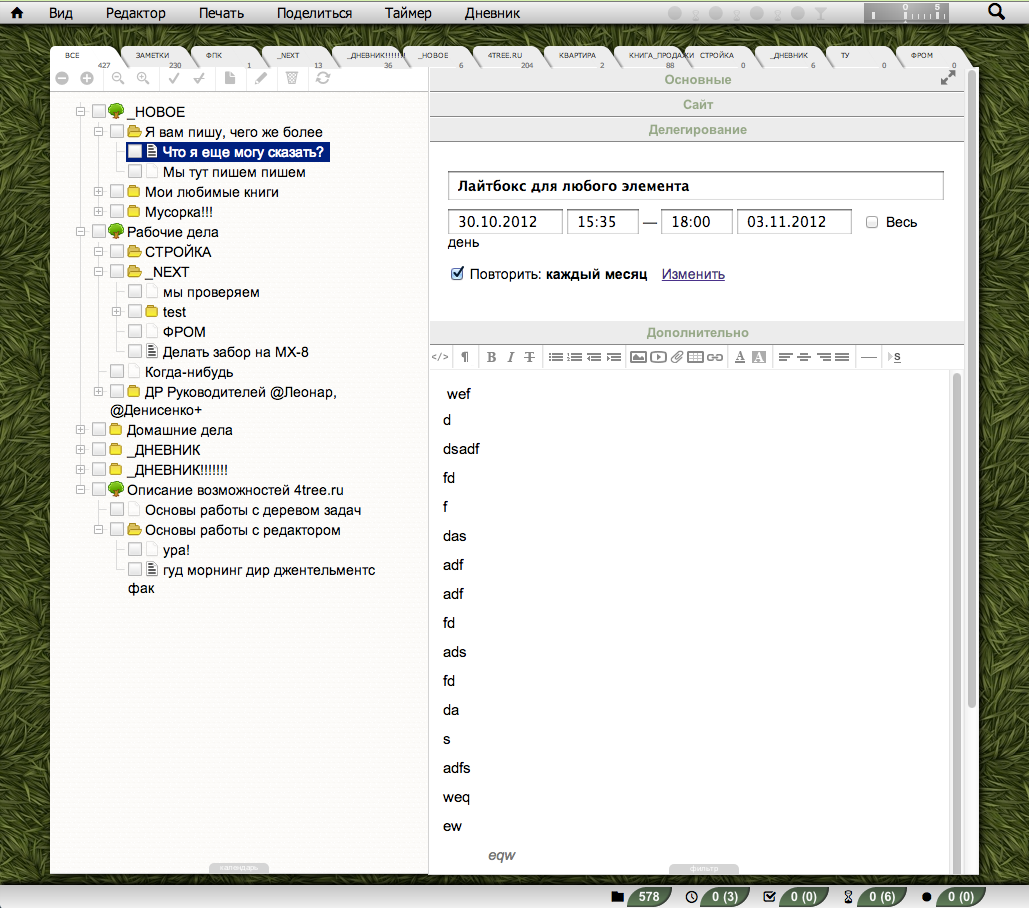 Вид Редактор Печать Поделиться Таймер Дневник
0 5
ВСЕ 427
ЗАМЕТКИ 230
ФПК 1
_NEXT 13
_ДНЕВНИК!!!!!! 36
_НОВОЕ 6
4TREE.RU 204
КВАРТИРА 2
КНИГА_ПРОДАЖИ 88
СТРОЙКА 0
_ДНЕВНИК 6
ТУ 0
ФРОМ 0
_НОВОЕ
Я вам пишу, чего же более
Что я еще могу сказать?
Мы тут пишем пишем
Мои любимые книги
Мусорка!!!
Рабочие дела
СТРОЙКА
_NEXT
мы проверяем
test
ФРОМ
Делать забор на МХ-8
Когда-нибудь
ДР Руководителей @Леонар,
@Денисенко+
Домашние дела
_ДНЕВНИК
_ДНЕВНИК!!!!!!!
Описание возможностей 4tree.ru
Основы работы с деревом задач
Основы работы с редактором
ура!
гуд морнинг дир джентельментс
фак
календарь
Основные
Сайт
Делегирование
Лайтбокс для любого элемента
30.10.2012 15:35 — 18:00 03.11.2012 Весь
день
Повторить: каждый месяц Изменить
Дополнительно
</> ¶ B I T A A S
wef
d
dsadf
fd
f
das
adf
adf
fd
ads
fd
da
s
adfs
weq
ew
eqw
фильтр
578 0 (3) 0 (0) 0 (6) 0 (0)